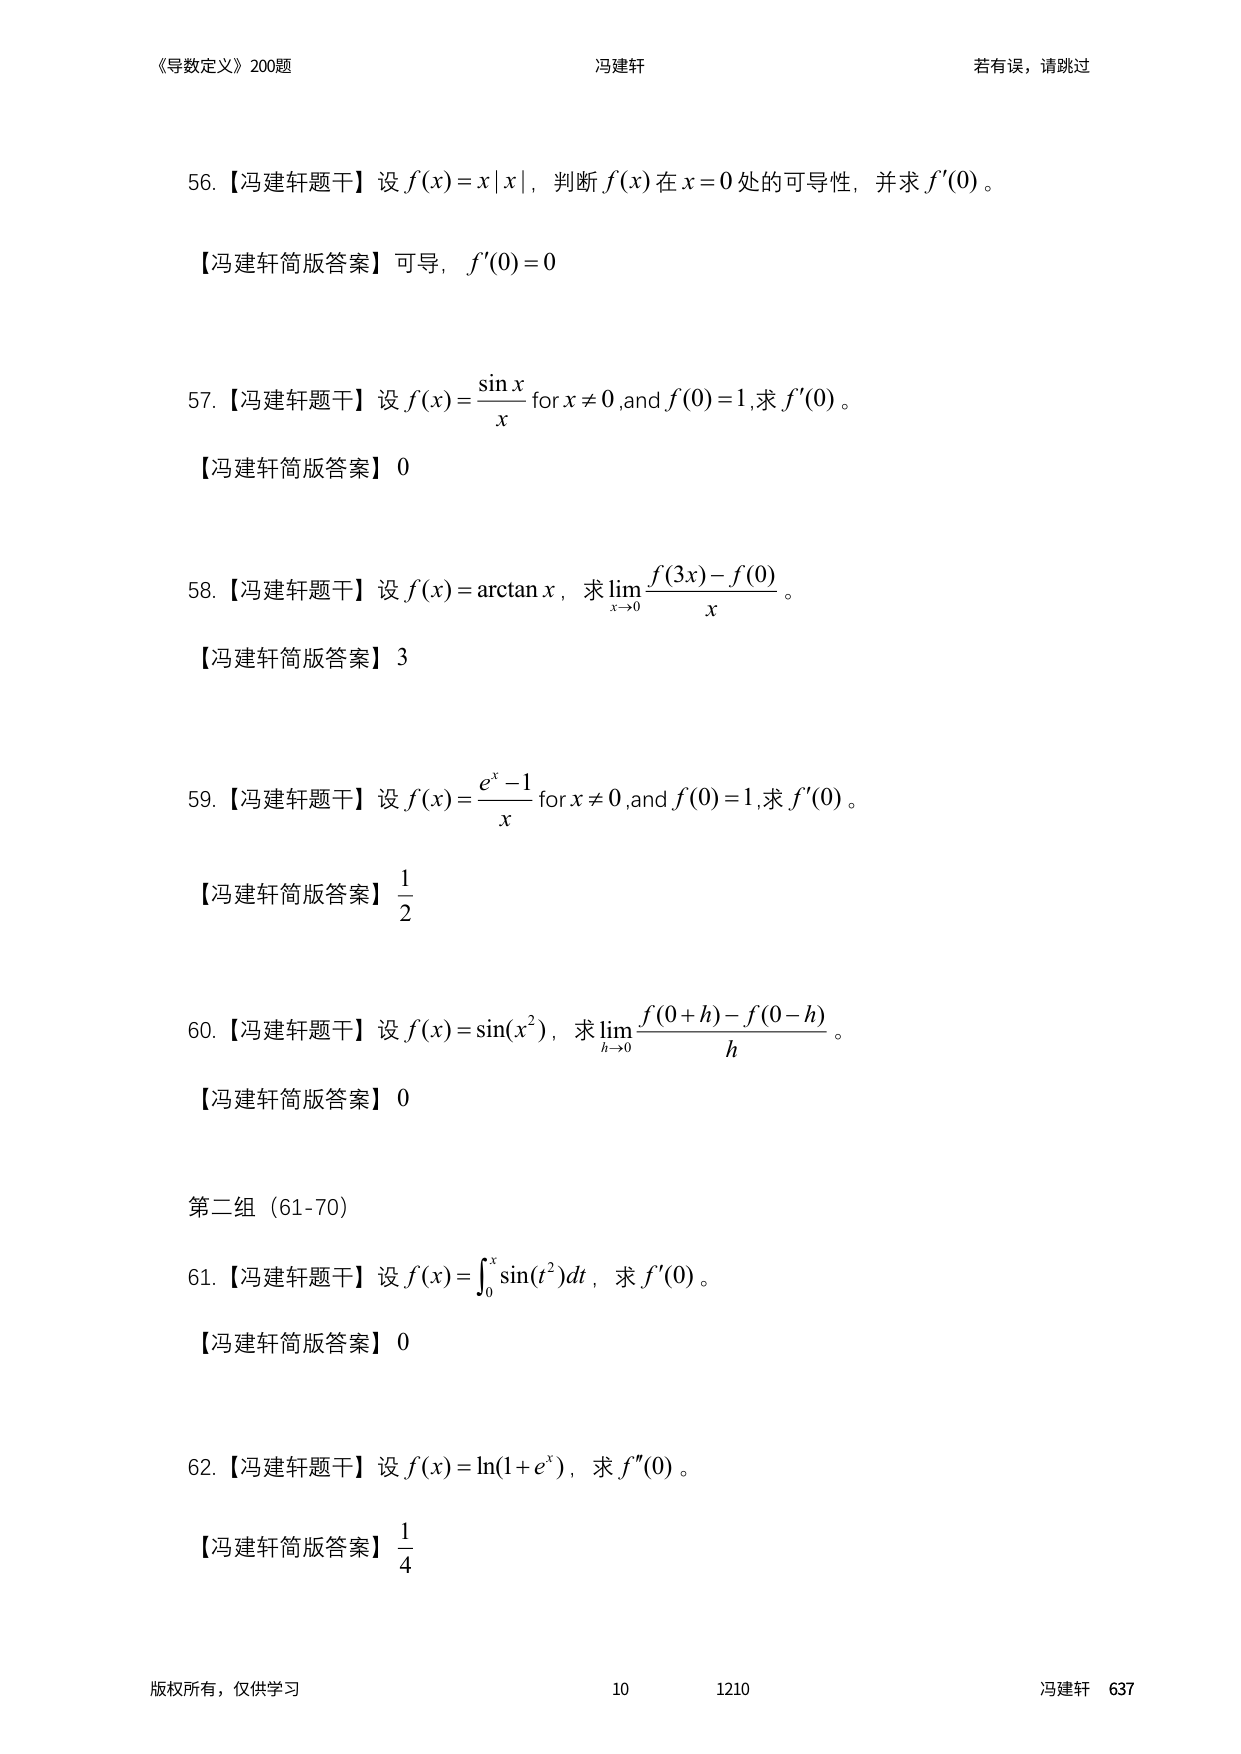 《导数定义》200题 冯建轩 若有误，请跳过
56.【冯建轩题干】设 f(x) = x|x|，判断 f(x) 在 x = 0 处的可导性，并求 f′(0) 。
【冯建轩简版答案】可导， f′(0) = 0
57.【冯建轩题干】设 f(x) = \frac{\sin x}{x} for x ≠ 0 ,and f(0) = 1 ,求 f′(0) 。
【冯建轩简版答案】 0
58.【冯建轩题干】设 f(x) = arctan x，求 \lim_{x→0} \frac{f(3x) − f(0)}{x} 。
【冯建轩简版答案】 3
59.【冯建轩题干】设 f(x) = \frac{e^x − 1}{x} for x ≠ 0 ,and f(0) = 1 ,求 f′(0) 。
【冯建轩简版答案】 \frac{1}{2}
60.【冯建轩题干】设 f(x) = sin(x^2)，求 \lim_{h→0} \frac{f(0 + h) − f(0 − h)}{h} 。
【冯建轩简版答案】 0
第二组（61-70）
61.【冯建轩题干】设 f(x) = \int_0^x sin(t^2)dt，求 f′(0) 。
【冯建轩简版答案】 0
62.【冯建轩题干】设 f(x) = ln(1 + e^x)，求 f″(0) 。
【冯建轩简版答案】 \frac{1}{4}
版权所有，仅供学习 10 1210 冯建轩 637